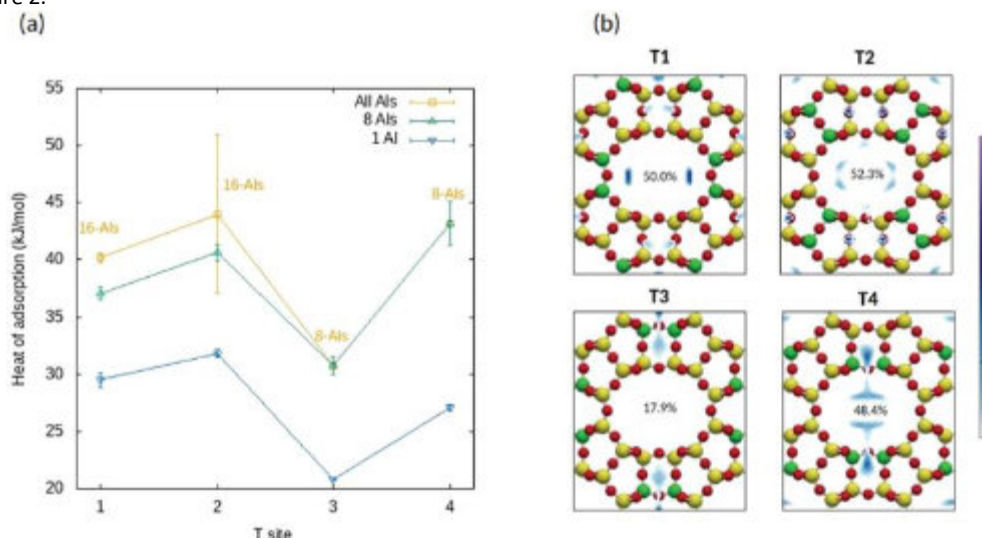 (a)
55
50
45
40
35
30
25
20
Heat of adsorption (kJ/mol)
All Als
8 Als
1 Al
16-Als
16-Als
8-Als
8-Als
1 2 3 4
T site
(b)
T1 T2
50.0% 52.3%
T3 T4
17.9% 48.4%